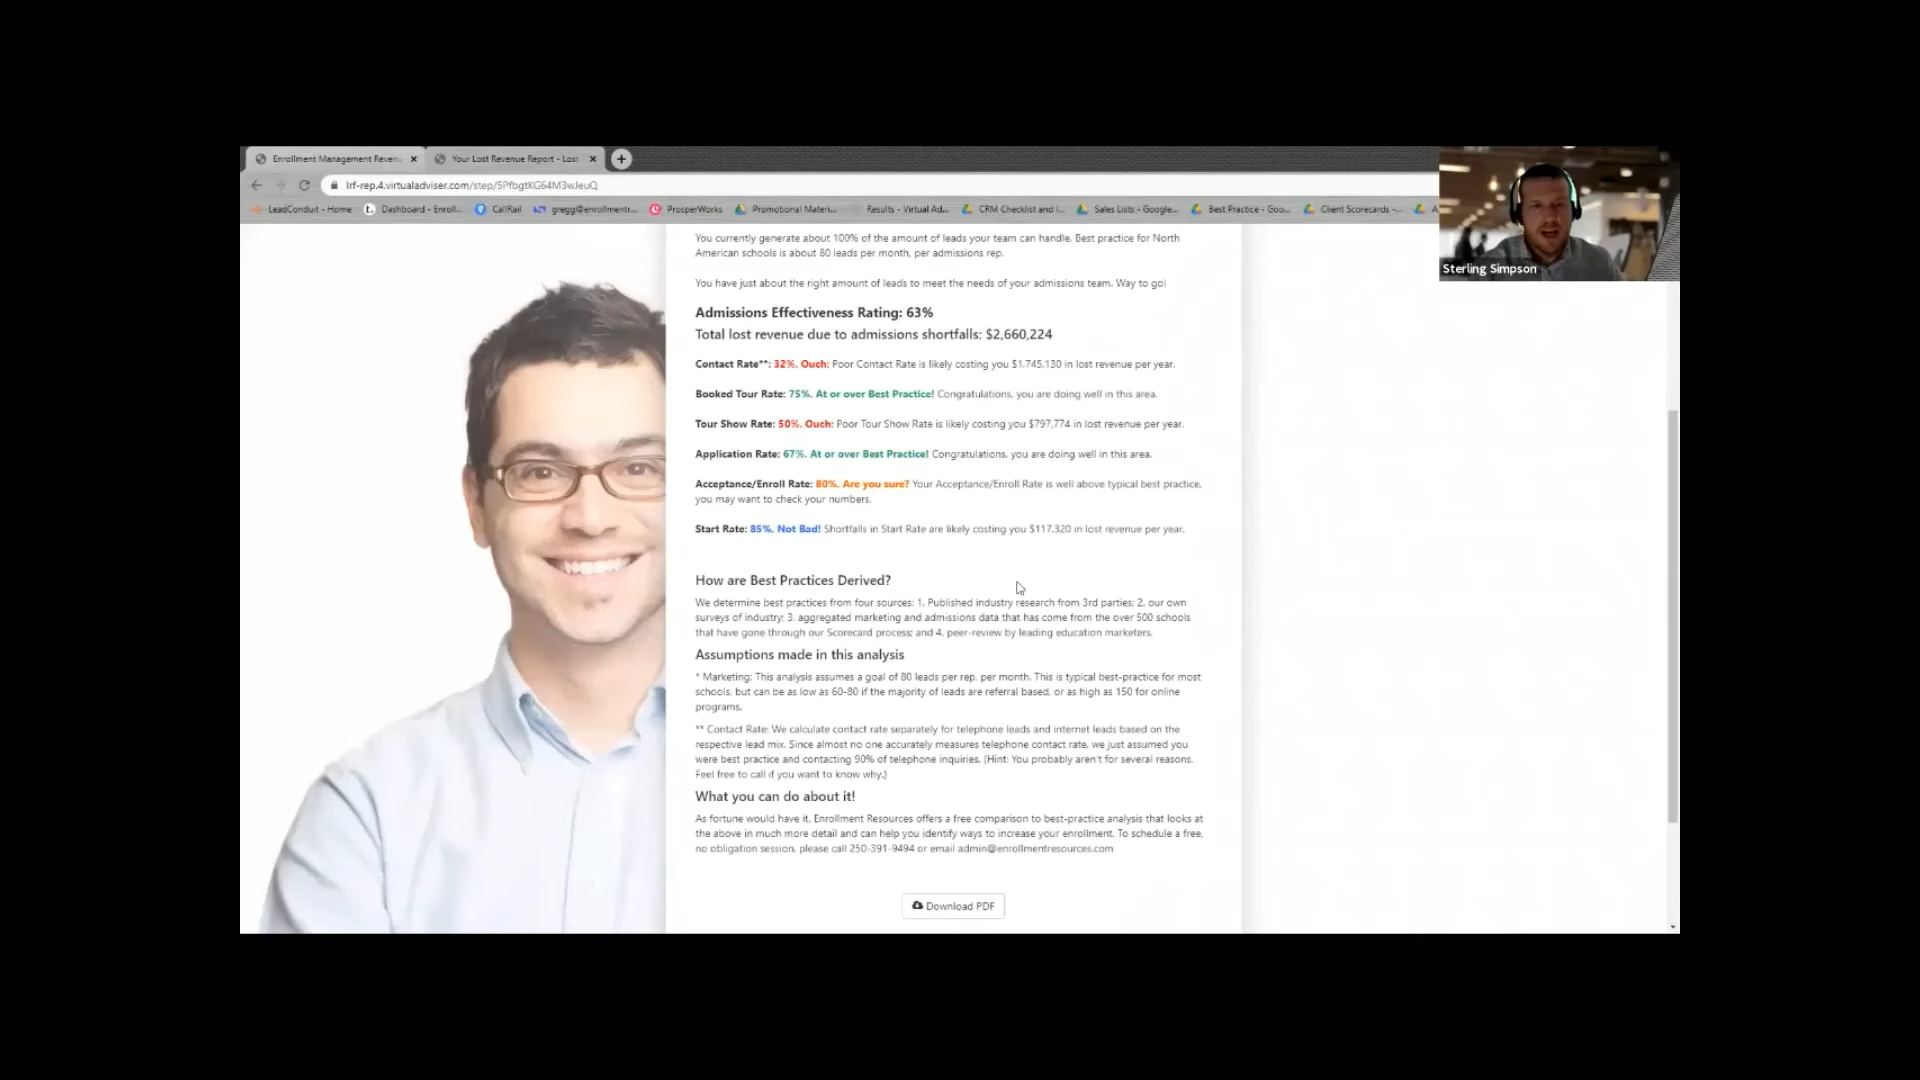 Enrollment Management Reven
Your Lost Revenue Report - Lost
lrf-rep.4.virtualadviser.com/step/5PfbgtKG64M3wJeuQ
LeadConduit - Home
Dashboard - Enroll...
CallRail
gregg@enrollmentr...
ProsperWorks
Promotional Materi...
Results - Virtual Ad...
CRM Checklist and I...
Sales Lists - Google...
Best Practice - Goo...
Client Scorecards -...
Sterling Simpson
You currently generate about 100% of the amount of leads your team can handle. Best practice for North
American schools is about 80 leads per month, per admissions rep.
You have just about the right amount of leads to meet the needs of your admissions team. Way to go!
Admissions Effectiveness Rating: 63%
Total lost revenue due to admissions shortfalls: $2,660,224
Contact Rate**: 32%. Ouch: Poor Contact Rate is likely costing you $1,745,130 in lost revenue per year.
Booked Tour Rate: 75%. At or over Best Practice! Congratulations, you are doing well in this area.
Tour Show Rate: 50%. Ouch: Poor Tour Show Rate is likely costing you $797,774 in lost revenue per year.
Application Rate: 67%. At or over Best Practice! Congratulations, you are doing well in this area.
Acceptance/Enroll Rate: 80%. Are you sure? Your Acceptance/Enroll Rate is well above typical best practice,
you may want to check your numbers.
Start Rate: 85%. Not Bad! Shortfalls in Start Rate are likely costing you $117,320 in lost revenue per year.
How are Best Practices Derived?
We determine best practices from four sources: 1. Published industry research from 3rd parties; 2. our own
surveys of industry; 3. aggregated marketing and admissions data that has come from the over 500 schools
that have gone through our Scorecard process; and 4. peer-review by leading education marketers.
Assumptions made in this analysis
* Marketing: This analysis assumes a goal of 80 leads per rep, per month. This is typical best-practice for most
schools, but can be as low as 60-80 if the majority of leads are referral based, or as high as 150 for online
programs.
** Contact Rate: We calculate contact rate separately for telephone leads and internet leads based on the
respective lead mix. Since almost no one accurately measures telephone contact rate, we just assumed you
were best practice and contacting 90% of telephone inquiries. (Hint: You probably aren't for several reasons.
Feel free to call if you want to know why.)
What you can do about it!
As fortune would have it, Enrollment Resources offers a free comparison to best-practice analysis that looks at
the above in much more detail and can help you identify ways to increase your enrollment. To schedule a free,
no obligation session, please call 250-391-9494 or email admin@enrollmentresources.com
Download PDF